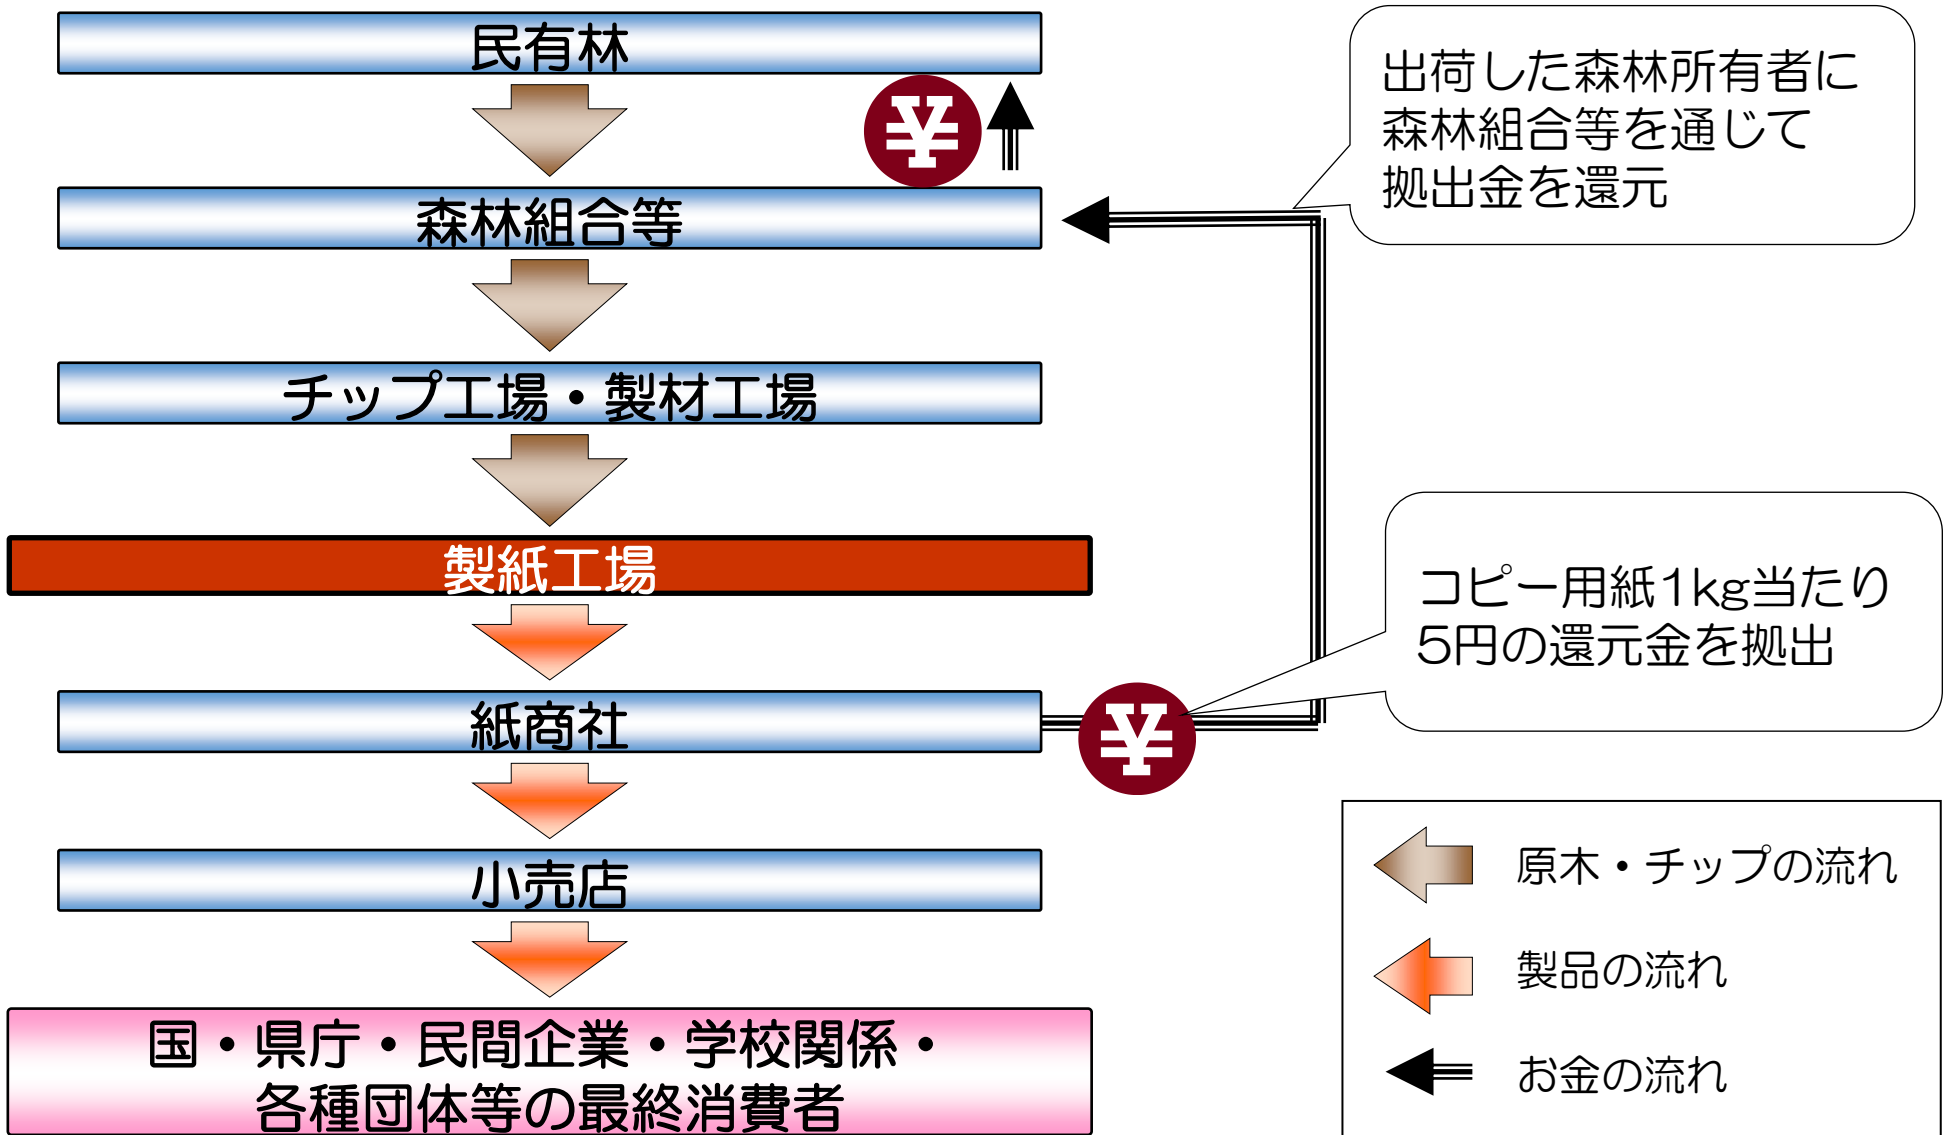 民有林
¥
出荷した森林所有者に
森林組合等を通じて
拠出金を還元
森林組合等
チップ工場・製材工場
製紙工場
コピー用紙1kg当たり
5円の還元金を拠出
紙商社
¥
小売店
国・県庁・民間企業・学校関係・
各種団体等の最終消費者
原木・チップの流れ
製品の流れ
お金の流れ